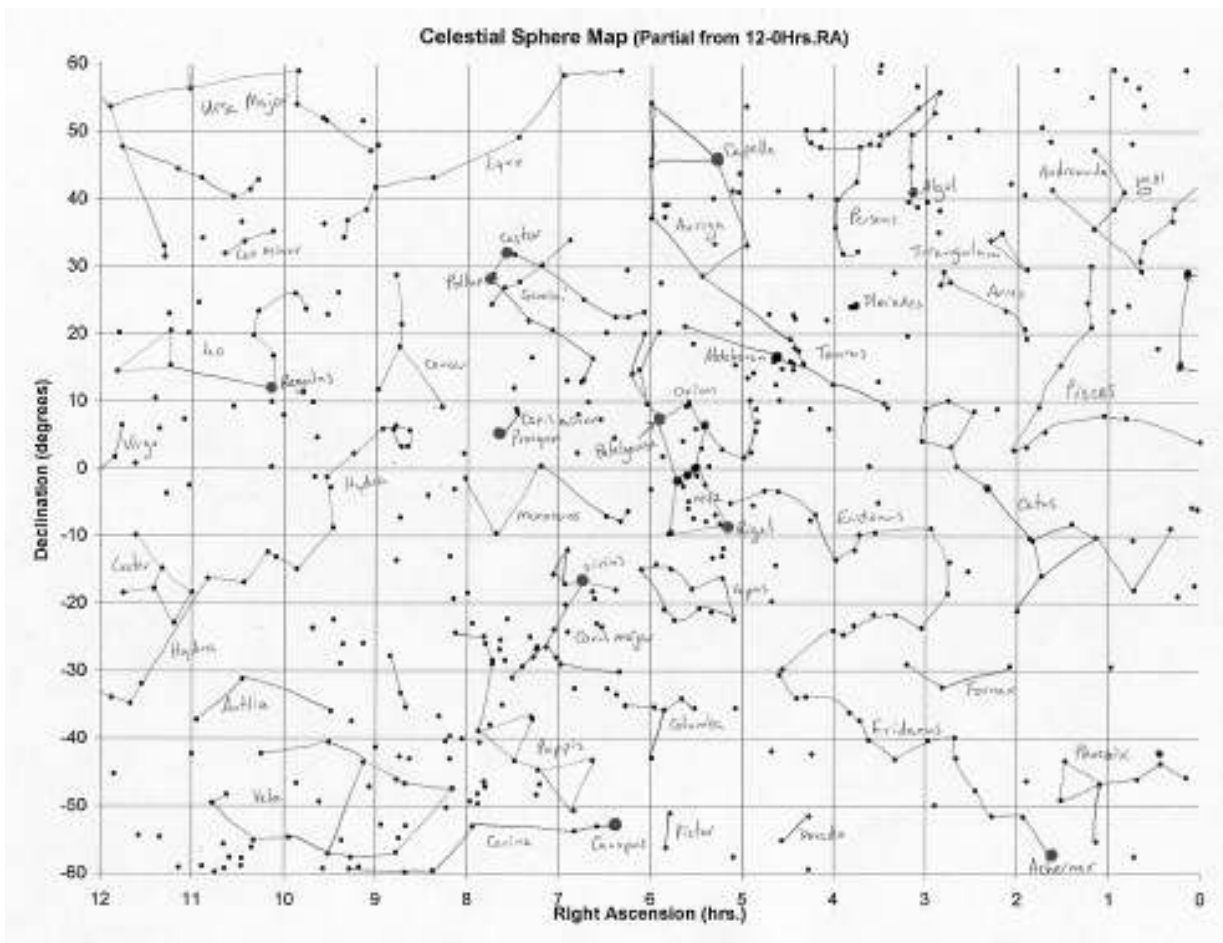 Celestial Sphere Map (Partial from 12-0Hrs.RA)
60
50
40
30
20
10
0
-10
-20
-30
-40
-50
-60
Declination (degrees)
Ursa Major
Lynx
Capella
Auriga
Perseus
Algol
Andromeda
M31
Leo Minor
Castor
Pollux
Gemini
Triangulum
Aries
Pleiades
Leo
Regulus
Cancer
Aldebaran
Taurus
Orion
Pisces
Procyon
Betelgeuse
Virgo
Hydra
Monoceros
M42
Rigel
Eridanus
Cetus
Crater
Sirius
Lepus
Canis major
Hydra
Antlia
Fornax
Columba
Eridanus
Puppis
Phoenix
Vela
Carina
Canopus
Pictor
Dorado
Achernar
12 11 10 9 8 7 6 5 4 3 2 1 0
Right Ascension (hrs.)